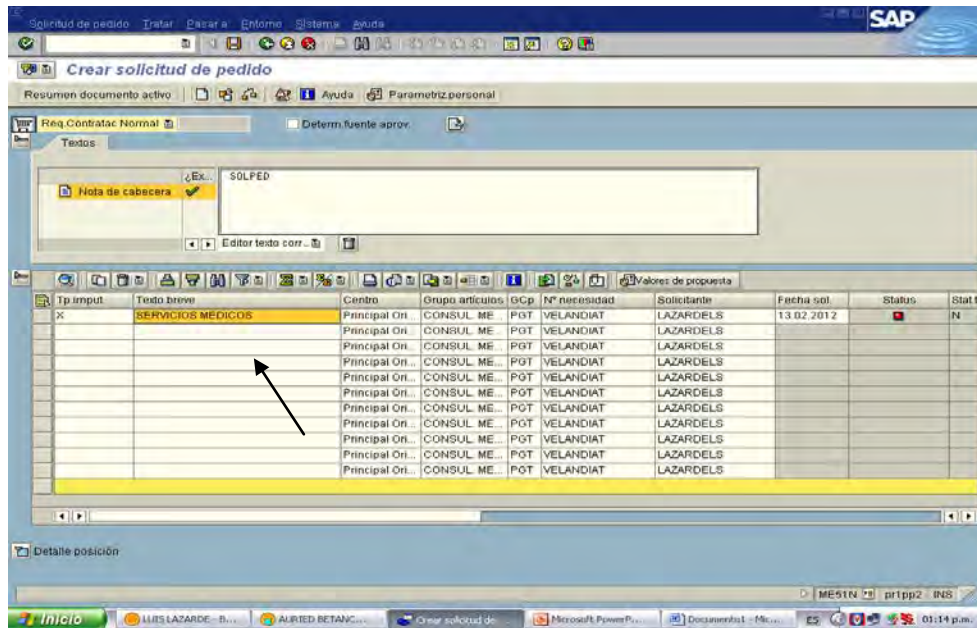 Solicitud de pedido Tratar Pasar a Entorno Sistema Ayuda
SAP
Crear solicitud de pedido
Resumen documento activo Ayuda Parametriz.personal
Req.Contratac Normal Determ.fuente aprov.
Textos
¿Ex... SOLPED
Nota de cabecera
Editor texto corr...
Valores de propuesta
Tp.imput. Texto breve Centro Grupo artículos GCp Nº necesidad Solicitante Fecha sol. Status Stat.t
X SERVICIOS MEDICOS Principal Ori... CONSUL. ME... PGT VELANDIAT LAZARDELS 13.02.2012 N
Principal Ori... CONSUL. ME... PGT VELANDIAT LAZARDELS
Principal Ori... CONSUL. ME... PGT VELANDIAT LAZARDELS
Principal Ori... CONSUL. ME... PGT VELANDIAT LAZARDELS
Principal Ori... CONSUL. ME... PGT VELANDIAT LAZARDELS
Principal Ori... CONSUL. ME... PGT VELANDIAT LAZARDELS
Principal Ori... CONSUL. ME... PGT VELANDIAT LAZARDELS
Principal Ori... CONSUL. ME... PGT VELANDIAT LAZARDELS
Principal Ori... CONSUL. ME... PGT VELANDIAT LAZARDELS
Principal Ori... CONSUL. ME... PGT VELANDIAT LAZARDELS
Principal Ori... CONSUL. ME... PGT VELANDIAT LAZARDELS
Detalle posición
ME51N pr1pp2 INS
Inicio LUIS LAZARDE - B... AURIED BETANC... Crear solicitud de ... Microsoft PowerP... Documento1 - Mic... ES 01:14 p.m.